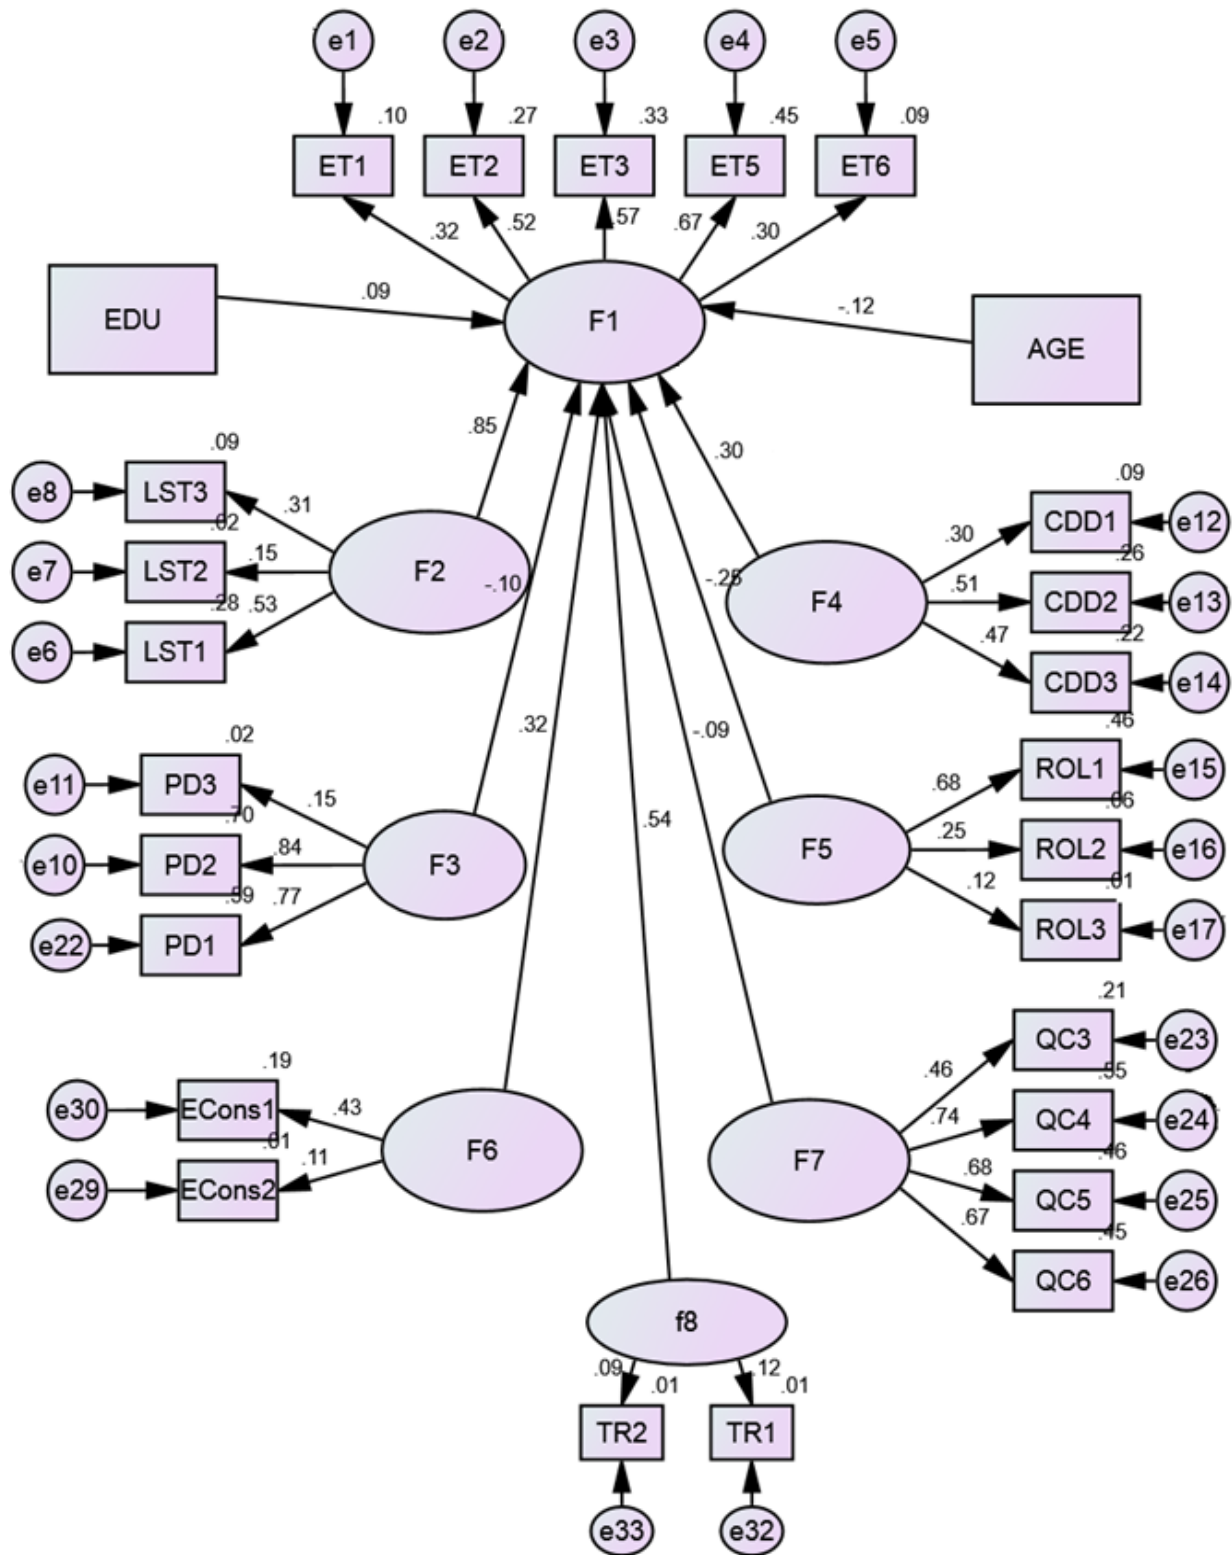 e1 e2 e3 e4 e5
.10 .27 .33 .45 .09
ET1 ET2 ET3 ET5 ET6
.32 .52 .57 .67 .30
EDU .09 F1 -.12 AGE
.85 .30
.09
e8 LST3 .31
.02
e7 LST2 .15 F2
.28 .53
e6 LST1
-.10 -.25
.09
.30 CDD1 e12
.26
F4 .51 CDD2 e13
.22
.47 CDD3 e14
.32 -.09 .54
.02
e11 PD3 .15
.70
e10 PD2 .84 F3
.59 .77
e22 PD1
.46
.68 ROL1 e15
.06
F5 .25 ROL2 e16
.01
.12 ROL3 e17
.19
e30 ECons1 .43 F6
.01
e29 ECons2 .11
.21
.46 QC3 e23
.55
F7 .74 QC4 e24
.46
.68 QC5 e25
.45
.67 QC6 e26
f8
.09 .01 .12 .01
TR2 TR1
e33 e32